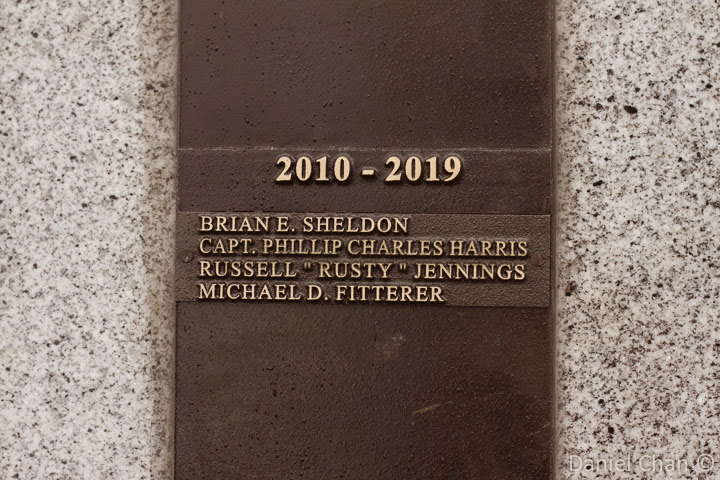 2010 - 2019
BRIAN E. SHELDON
CAPT. PHILLIP CHARLES HARRIS
RUSSELL " RUSTY " JENNINGS
MICHAEL D. FITTERER
Daniel Chan ©